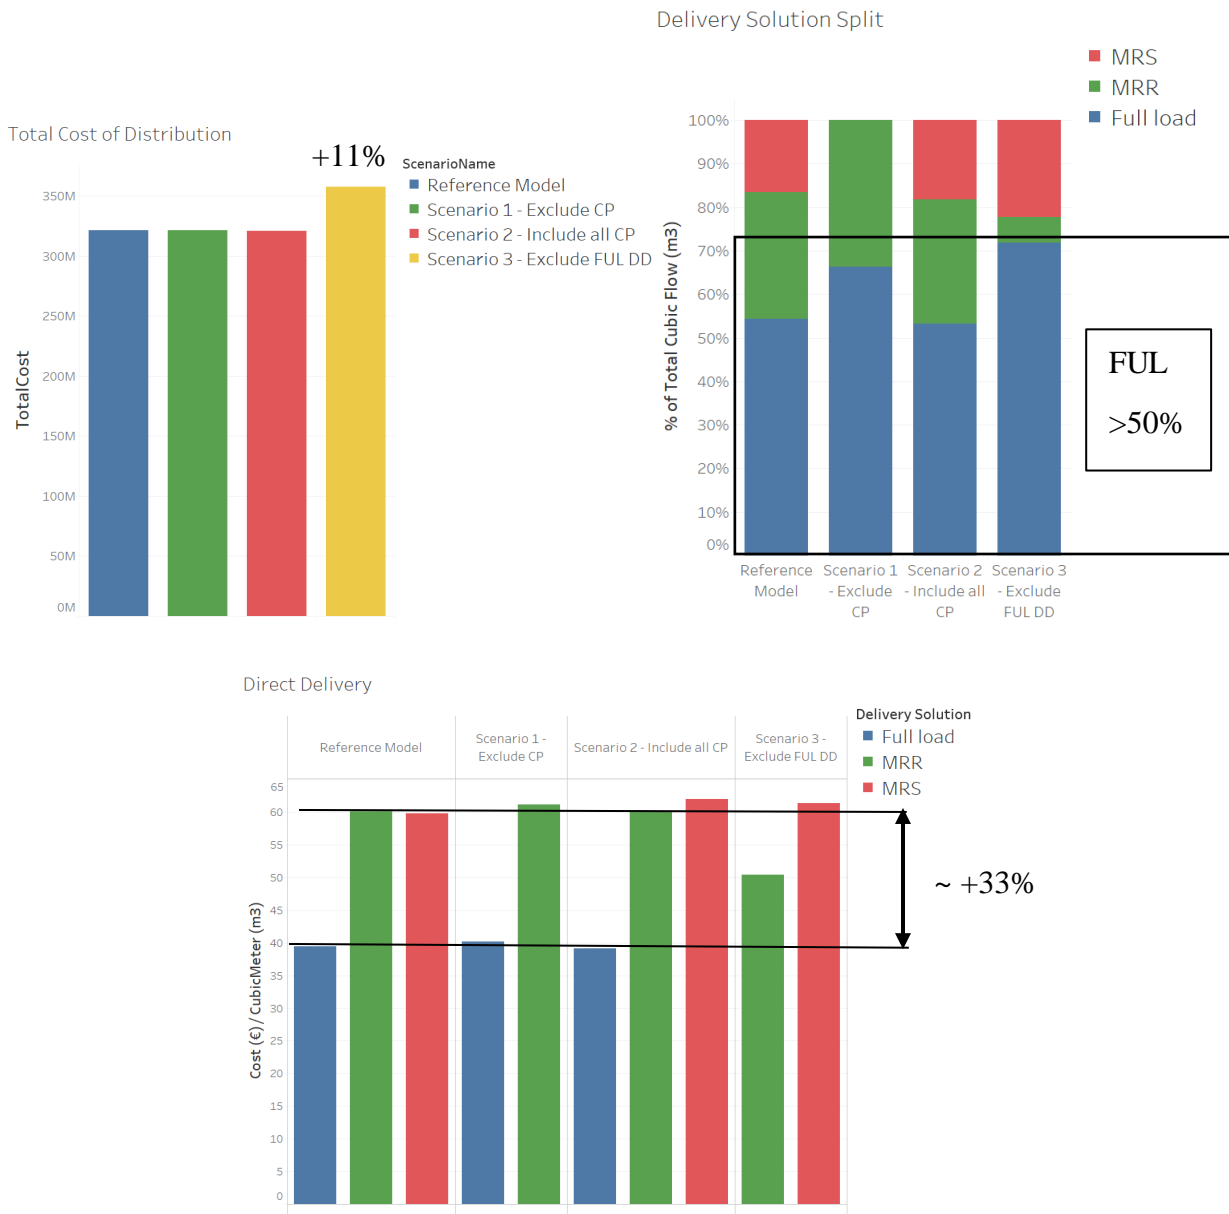 Delivery Solution Split
MRS
MRR
Full load
100%
90%
80%
70%
60%
50%
40%
30%
20%
10%
0%
% of Total Cubic Flow (m3)
Reference Model
Scenario 1 - Exclude CP
Scenario 2 - Include all CP
Scenario 3 - Exclude FUL DD
FUL
>50%
Total Cost of Distribution
+11%
ScenarioName
Reference Model
Scenario 1 - Exclude CP
Scenario 2 - Include all CP
Scenario 3 - Exclude FUL DD
350M
300M
250M
200M
150M
100M
50M
0M
TotalCost
Direct Delivery
Delivery Solution
Full load
MRR
MRS
Reference Model
Scenario 1 -
Exclude CP
Scenario 2 - Include all CP
Scenario 3 -
Exclude FUL DD
65
60
55
50
45
40
35
30
25
20
15
10
5
0
Cost (€) / CubicMeter (m3)
~ +33%